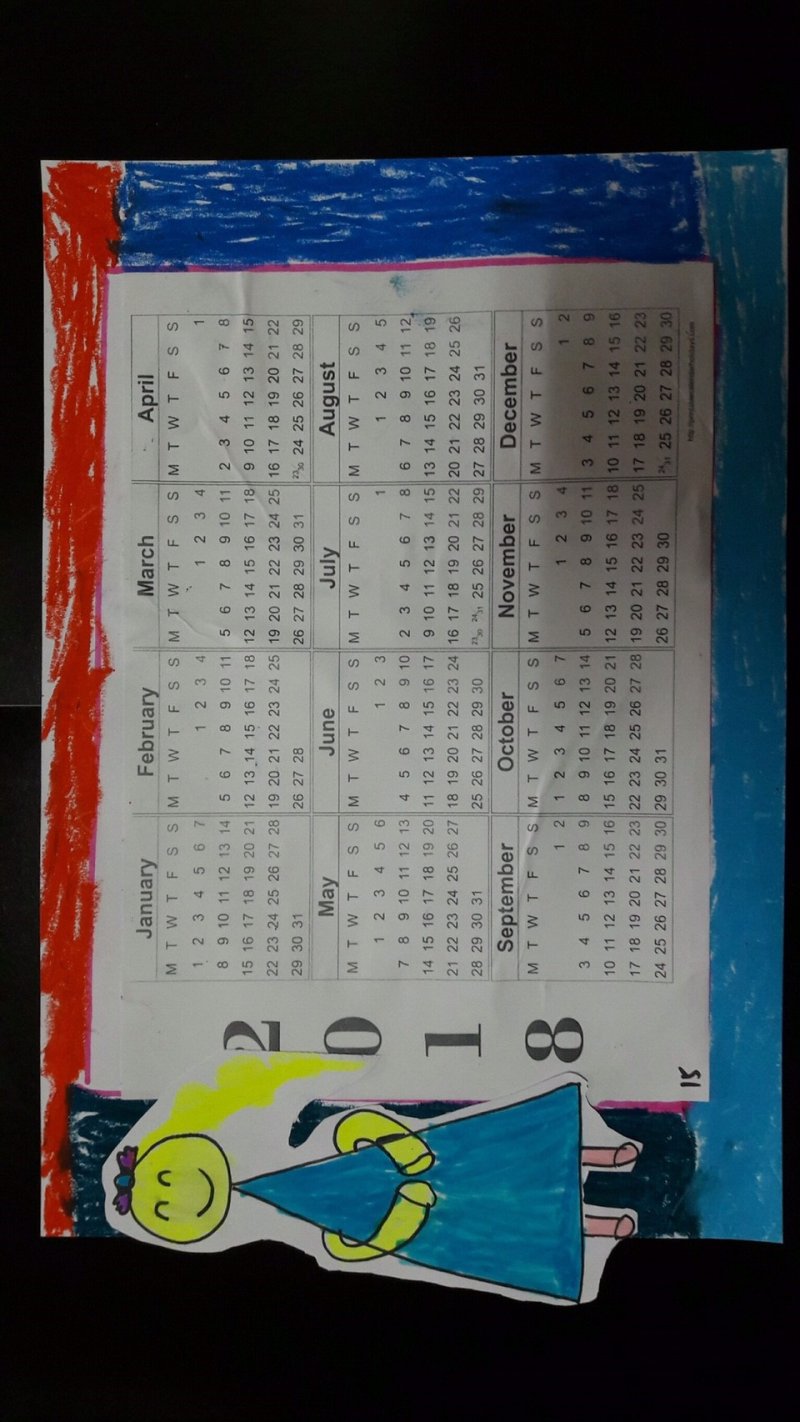 2
0
1
8
January
M T W T F S S
1 2 3 4 5 6 7
8 9 10 11 12 13 14
15 16 17 18 19 20 21
22 23 24 25 26 27 28
29 30 31
February
M T W T F S S
1 2 3 4
5 6 7 8 9 10 11
12 13 14 15 16 17 18
19 20 21 22 23 24 25
26 27 28
March
M T W T F S S
1 2 3 4
5 6 7 8 9 10 11
12 13 14 15 16 17 18
19 20 21 22 23 24 25
26 27 28 29 30 31
April
M T W T F S S
1
2 3 4 5 6 7 8
9 10 11 12 13 14 15
16 17 18 19 20 21 22
23/30 24 25 26 27 28 29
May
M T W T F S S
1 2 3 4 5 6
7 8 9 10 11 12 13
14 15 16 17 18 19 20
21 22 23 24 25 26 27
28 29 30 31
June
M T W T F S S
1 2 3
4 5 6 7 8 9 10
11 12 13 14 15 16 17
18 19 20 21 22 23 24
25 26 27 28 29 30
July
M T W T F S S
1
2 3 4 5 6 7 8
9 10 11 12 13 14 15
16 17 18 19 20 21 22
23/30 24/31 25 26 27 28 29
August
M T W T F S S
1 2 3 4 5
6 7 8 9 10 11 12
13 14 15 16 17 18 19
20 21 22 23 24 25 26
27 28 29 30 31
September
M T W T F S S
1 2
3 4 5 6 7 8 9
10 11 12 13 14 15 16
17 18 19 20 21 22 23
24 25 26 27 28 29 30
October
M T W T F S S
1 2 3 4 5 6 7
8 9 10 11 12 13 14
15 16 17 18 19 20 21
22 23 24 25 26 27 28
29 30 31
November
M T W T F S S
1 2 3 4
5 6 7 8 9 10 11
12 13 14 15 16 17 18
19 20 21 22 23 24 25
26 27 28 29 30
December
M T W T F S S
1 2
3 4 5 6 7 8 9
10 11 12 13 14 15 16
17 18 19 20 21 22 23
24/31 25 26 27 28 29 30
15